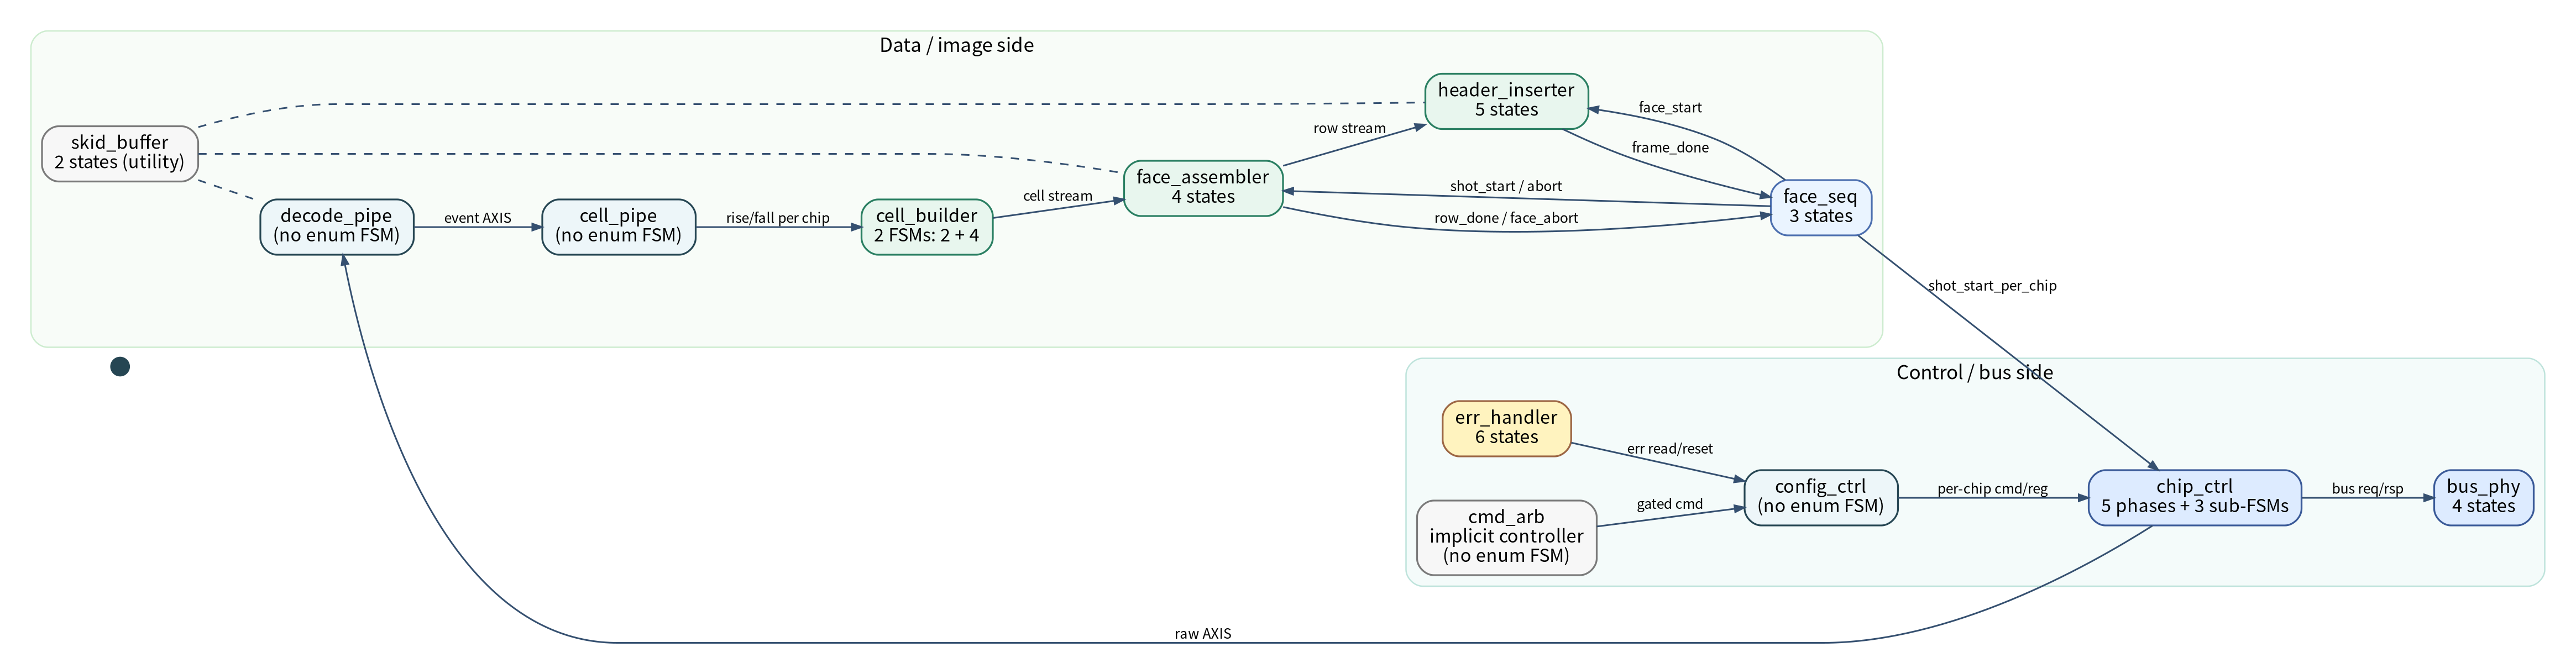 Data / image side
header_inserter
5 states
face_start
row stream
frame_done
skid_buffer
2 states (utility)
face_assembler
4 states
shot_start / abort
face_seq
3 states
cell stream
row_done / face_abort
decode_pipe
(no enum FSM)
event AXIS
cell_pipe
(no enum FSM)
rise/fall per chip
cell_builder
2 FSMs: 2 + 4
shot_start_per_chip
Control / bus side
err_handler
6 states
err read/reset
config_ctrl
(no enum FSM)
per-chip cmd/reg
chip_ctrl
5 phases + 3 sub-FSMs
bus req/rsp
bus_phy
4 states
gated cmd
cmd_arb
implicit controller
(no enum FSM)
raw AXIS